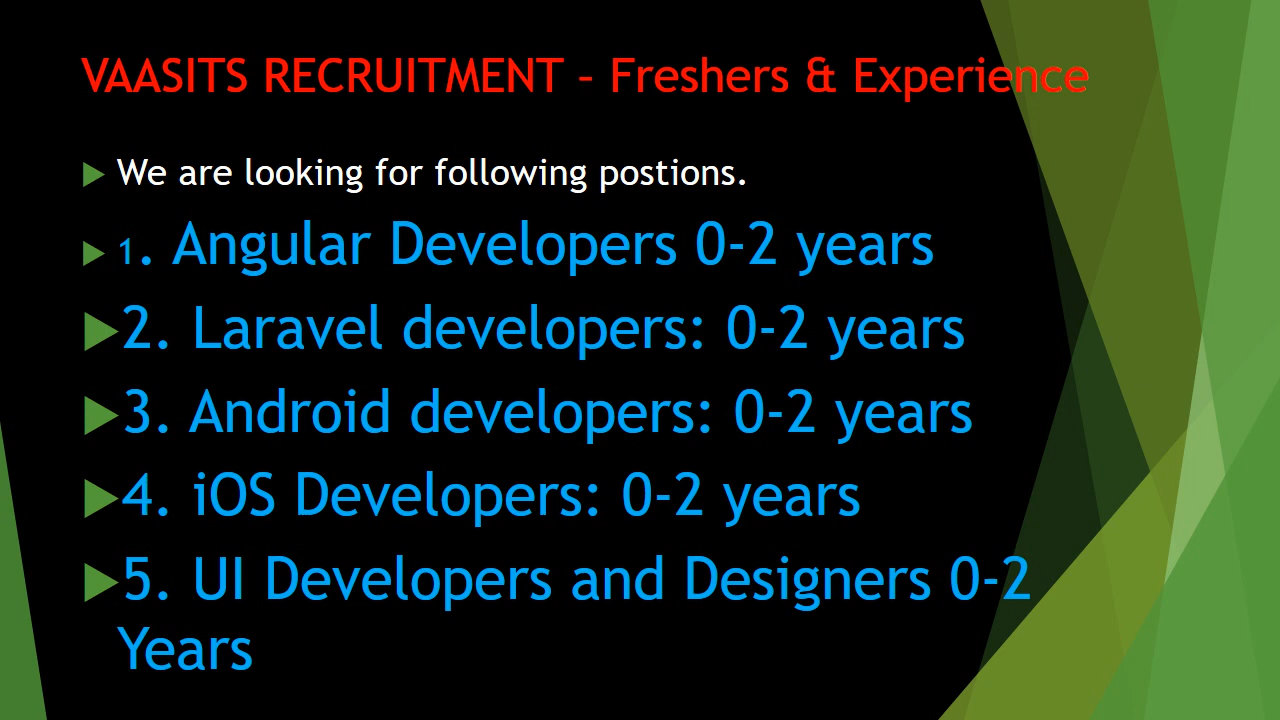 VAASITS RECRUITMENT – Freshers & Experience
We are looking for following postions.
1. Angular Developers 0-2 years
2. Laravel developers: 0-2 years
3. Android developers: 0-2 years
4. iOS Developers: 0-2 years
5. UI Developers and Designers 0-2
Years